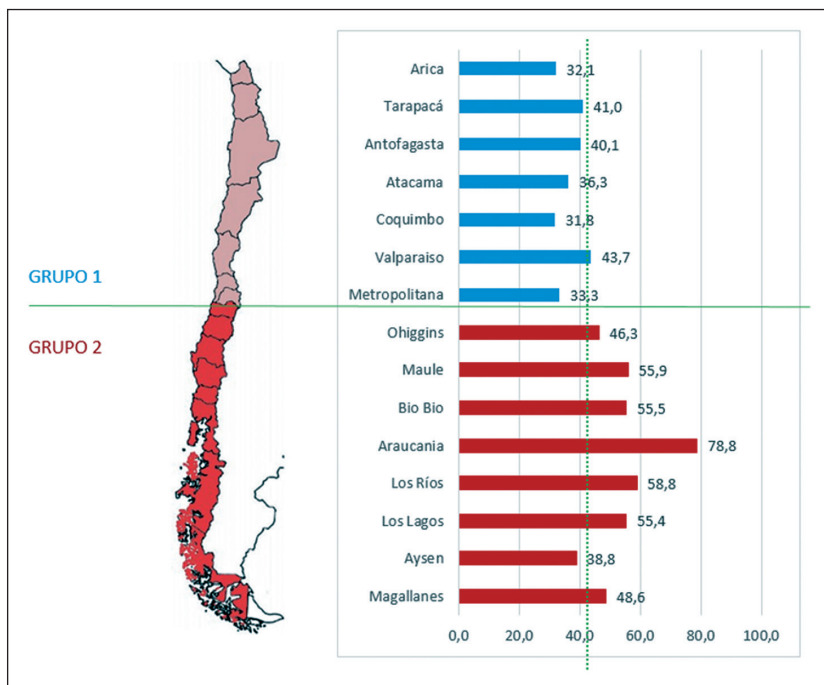 Arica 32,1
Tarapacá 41,0
Antofagasta 40,1
Atacama 36,3
Coquimbo 31,8
Valparaiso 43,7
GRUPO 1
Metropolitana 33,3
Ohiggins 46,3
GRUPO 2
Maule 55,9
Bio Bio 55,5
Araucania 78,8
Los Ríos 58,8
Los Lagos 55,4
Aysen 38,8
Magallanes 48,6
0,0 20,0 40,0 60,0 80,0 100,0